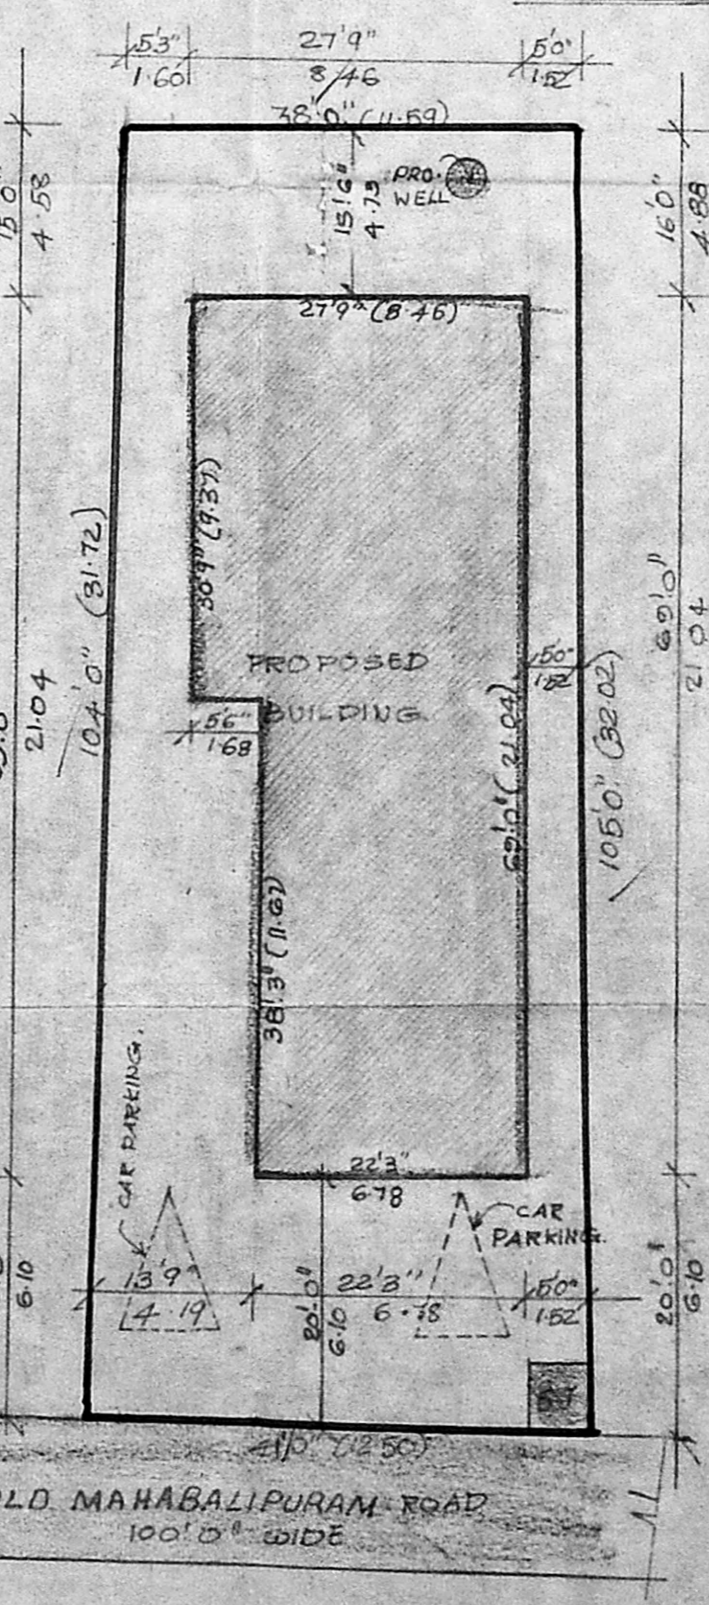 5'3" 27'9" 5'0"
1.60 8.46 1.52
38'.0". (11.59)
15'0"
4.58
15'.6"
4.73
PRO.
WELL
16'0"
4.88
27'9" (8.46)
30'9" (9.37)
104'.0" (31.72)
PROPOSED
BUILDING.
5'6"
1.68
5'0"
1.52
69'.0" (21.04)
105'.0". (32.02)
69'.0"
21.04
21.04
38'.3" (11.67)
CAR PARKING.
22'3"
6.78
CAR
PARKING.
13'9" 22'3" 5'0"
4.19 6.78 1.52
20'.0"
6.10
20'.0"
6.10
6.10
41'.0" (12.50)
LD MAHABALIPURAM ROAD
100'.0" WIDE